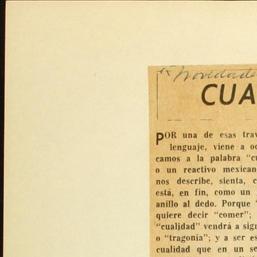 Novedades
CUA
POR una de esas trav
lenguaje, viene a oc
camos a la palabra "cu
o un reactivo mexican
nos describe, sienta, c
está, en fin, como un
anillo al dedo. Porque "
quiere decir "comer";
"cualidad" vendrá a sign
o "tragonía"; y a ser es
cualidad que en un se